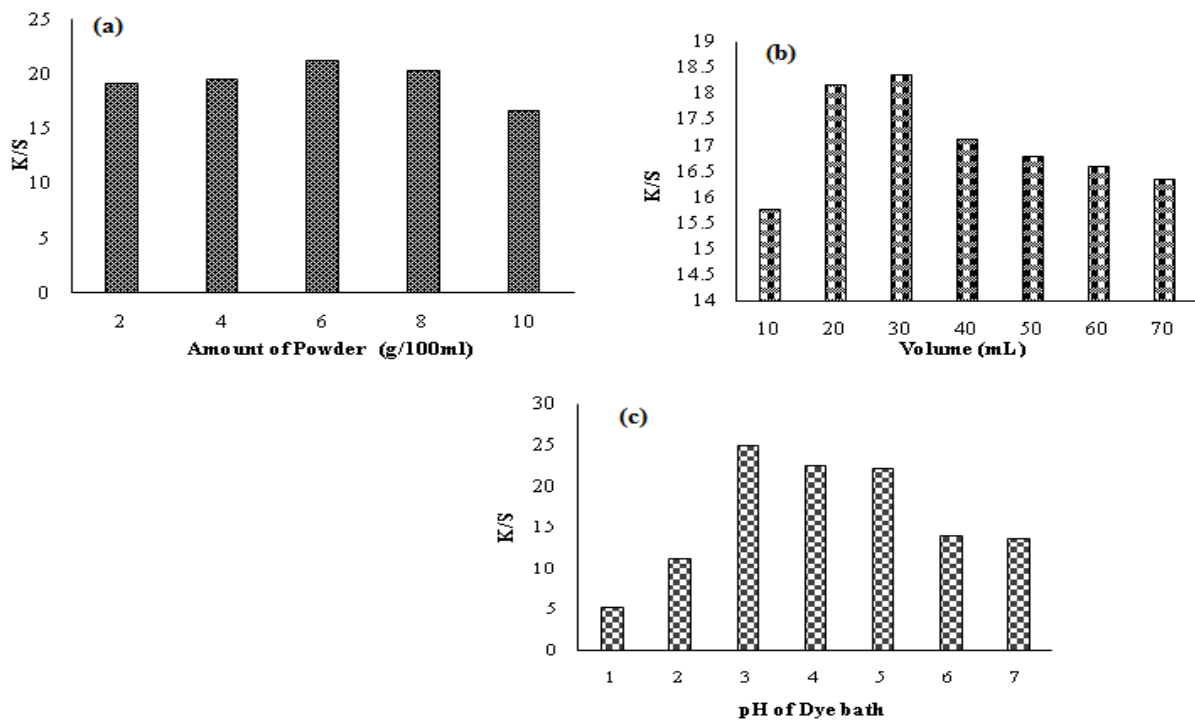 (a)
25
20
15
10
5
0
K/S
2 4 6 8 10
Amount of Powder (g/100ml)
(b)
19
18.5
18
17.5
17
16.5
16
15.5
15
14.5
14
K/S
10 20 30 40 50 60 70
Volume (mL)
(c)
30
25
20
15
10
5
0
K/S
1 2 3 4 5 6 7
pH of Dye bath